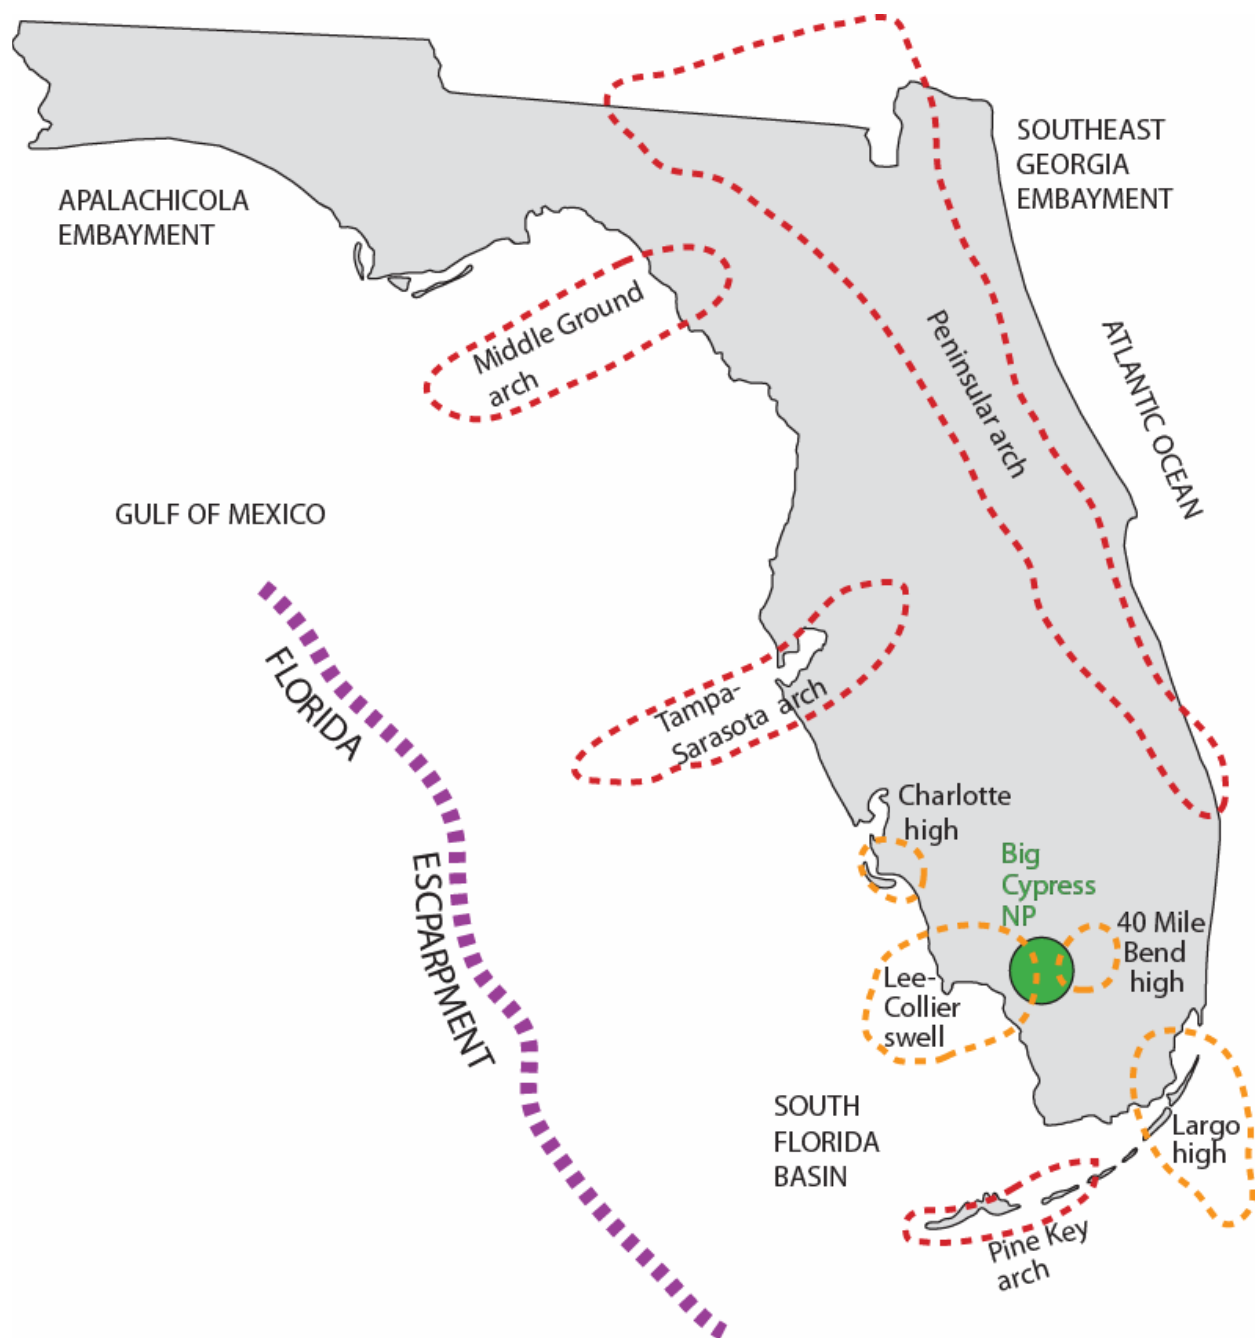 SOUTHEAST
GEORGIA
EMBAYMENT
APALACHICOLA
EMBAYMENT
Middle Ground
arch
Peninsular arch
ATLANTIC OCEAN
GULF OF MEXICO
FLORIDA
ESCPARPMENT
Tampa-
Sarasota arch
Charlotte
high
Big
Cypress
NP
40 Mile
Bend
high
Lee-
Collier
swell
SOUTH
FLORIDA
BASIN
Largo
high
Pine Key
arch